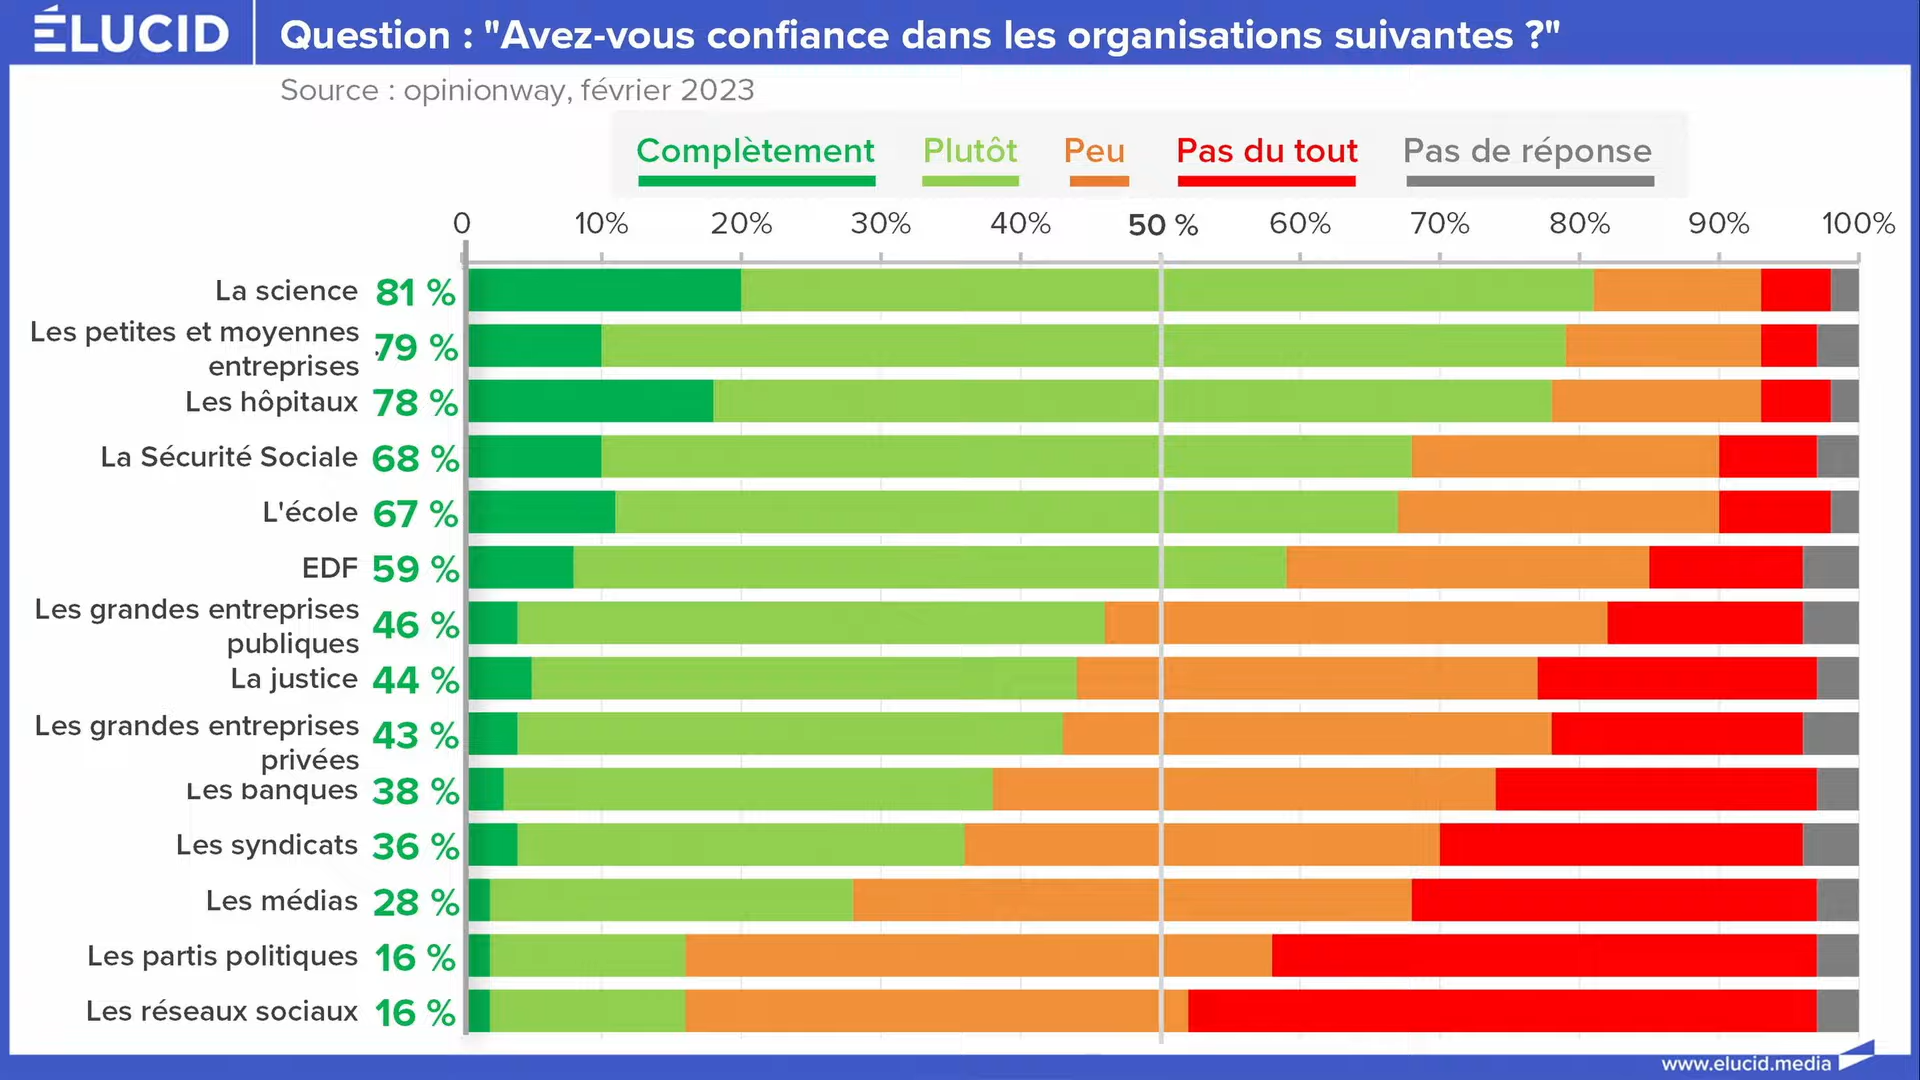 ÉLUCID
Question : "Avez-vous confiance dans les organisations suivantes ?"
Source : opinionway, février 2023
Complètement Plutôt Peu Pas du tout Pas de réponse
0 10% 20% 30% 40% 50 % 60% 70% 80% 90% 100%
La science 81 %
Les petites et moyennes
entreprises 79 %
Les hôpitaux 78 %
La Sécurité Sociale 68 %
L'école 67 %
EDF 59 %
Les grandes entreprises
publiques 46 %
La justice 44 %
Les grandes entreprises
privées 43 %
Les banques 38 %
Les syndicats 36 %
Les médias 28 %
Les partis politiques 16 %
Les réseaux sociaux 16 %
www.elucid.media